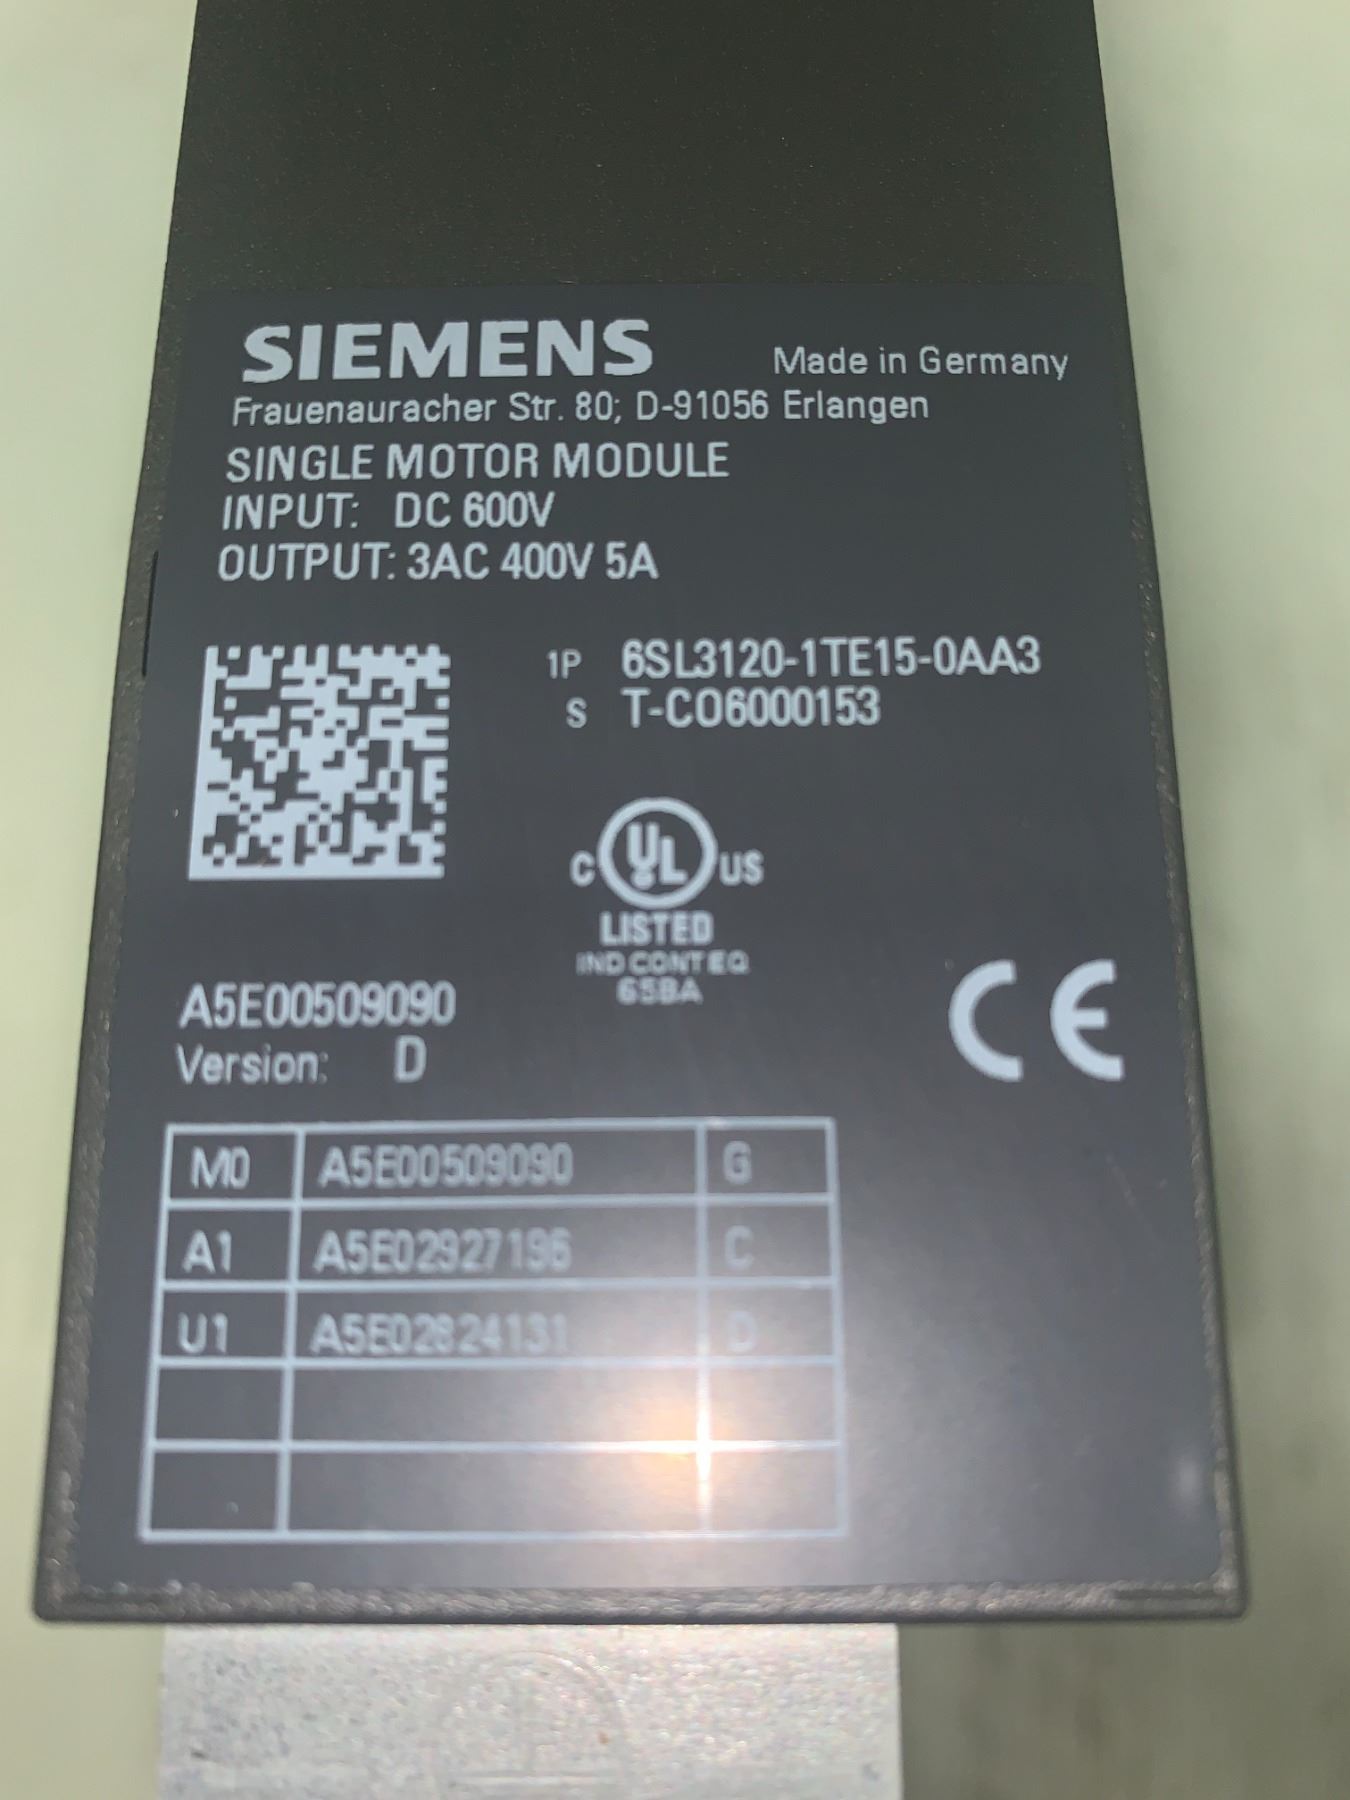 SIEMENS Made in Germany
Frauenauracher Str. 80; D-91056 Erlangen
SINGLE MOTOR MODULE
INPUT: DC 600V
OUTPUT: 3AC 400V 5A
1P 6SL3120-1TE15-0AA3
S T-CO6000153
C UL US
LISTED
IND CONT EQ
65BA
A5E00509090
Version: D
CE
M0 A5E00509090 G
A1 A5E02927196 C
U1 A5E02824131 D